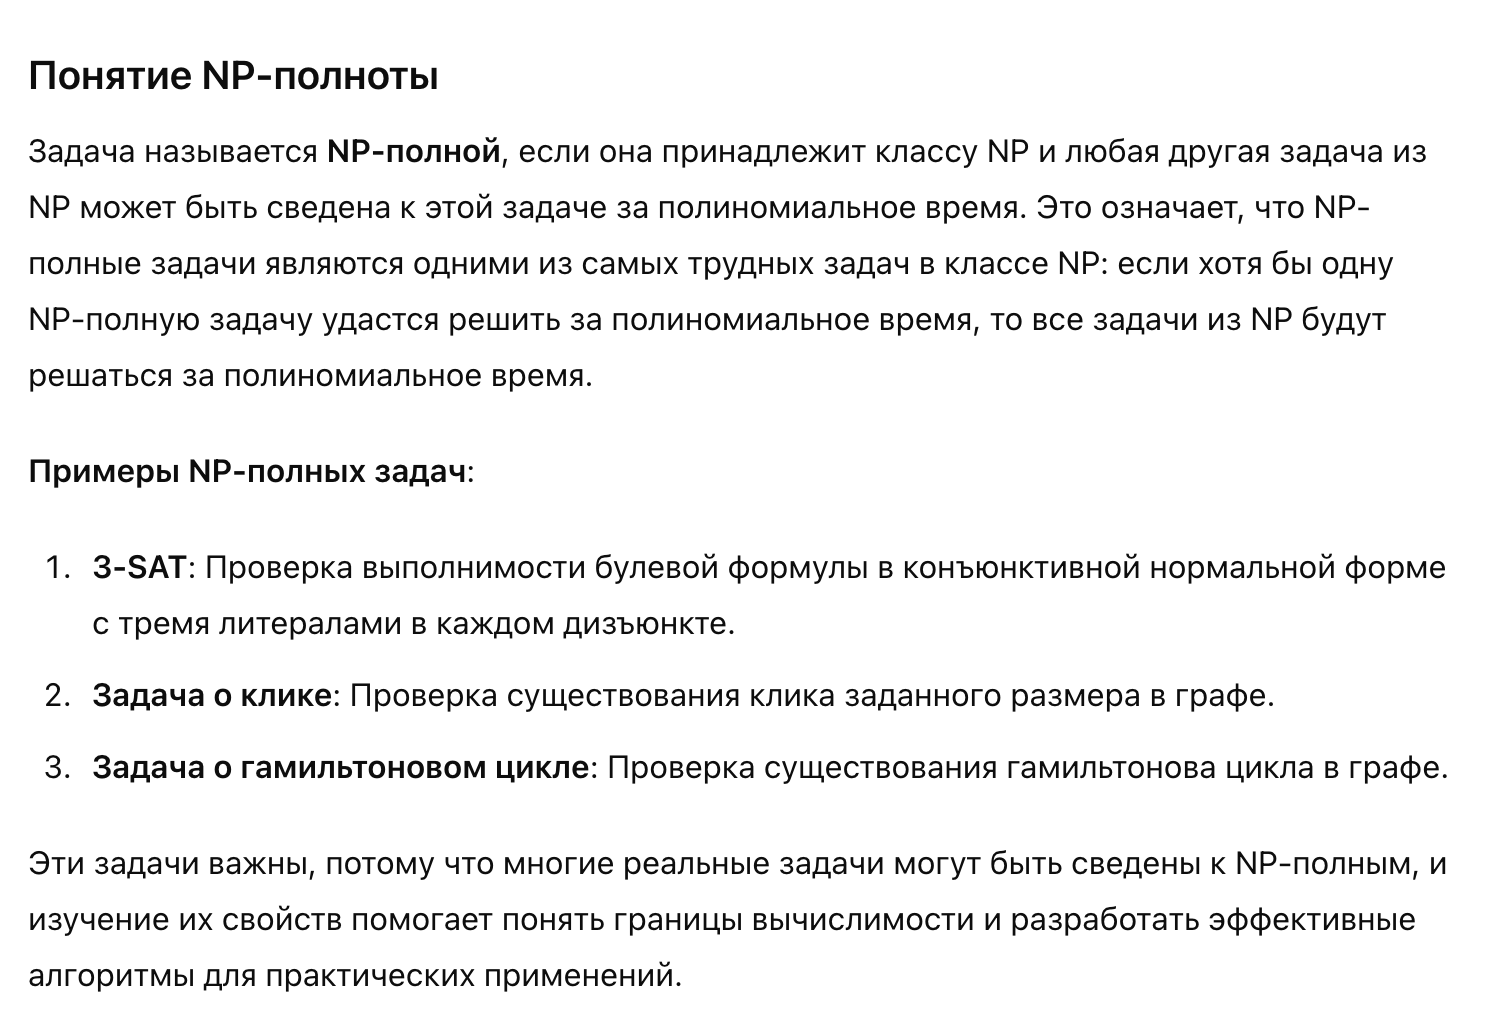 Понятие NP-полноты
Задача называется NP-полной, если она принадлежит классу NP и любая другая задача из
NP может быть сведена к этой задаче за полиномиальное время. Это означает, что NP-
полные задачи являются одними из самых трудных задач в классе NP: если хотя бы одну
NP-полную задачу удастся решить за полиномиальное время, то все задачи из NP будут
решаться за полиномиальное время.
Примеры NP-полных задач:
1. 3-SAT: Проверка выполнимости булевой формулы в конъюнктивной нормальной форме
с тремя литералами в каждом дизъюнкте.
2. Задача о клике: Проверка существования клика заданного размера в графе.
3. Задача о гамильтоновом цикле: Проверка существования гамильтонова цикла в графе.
Эти задачи важны, потому что многие реальные задачи могут быть сведены к NP-полным, и
изучение их свойств помогает понять границы вычислимости и разработать эффективные
алгоритмы для практических применений.